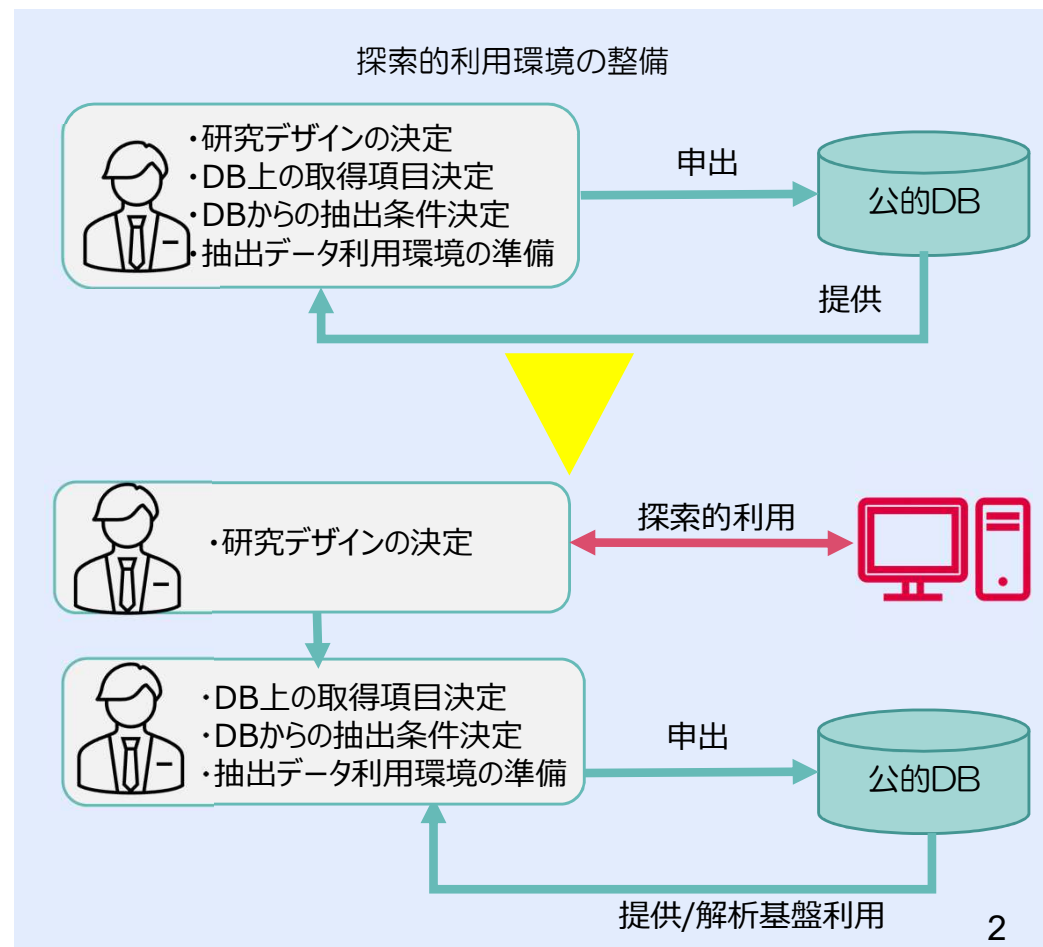 探索的利用環境の整備
・研究デザインの決定
・DB上の取得項目決定
・DBからの抽出条件決定
・抽出データ利用環境の準備
申出
公的DB
提供
・研究デザインの決定
探索的利用
・DB上の取得項目決定
・DBからの抽出条件決定
・抽出データ利用環境の準備
申出
公的DB
提供/解析基盤利用
2